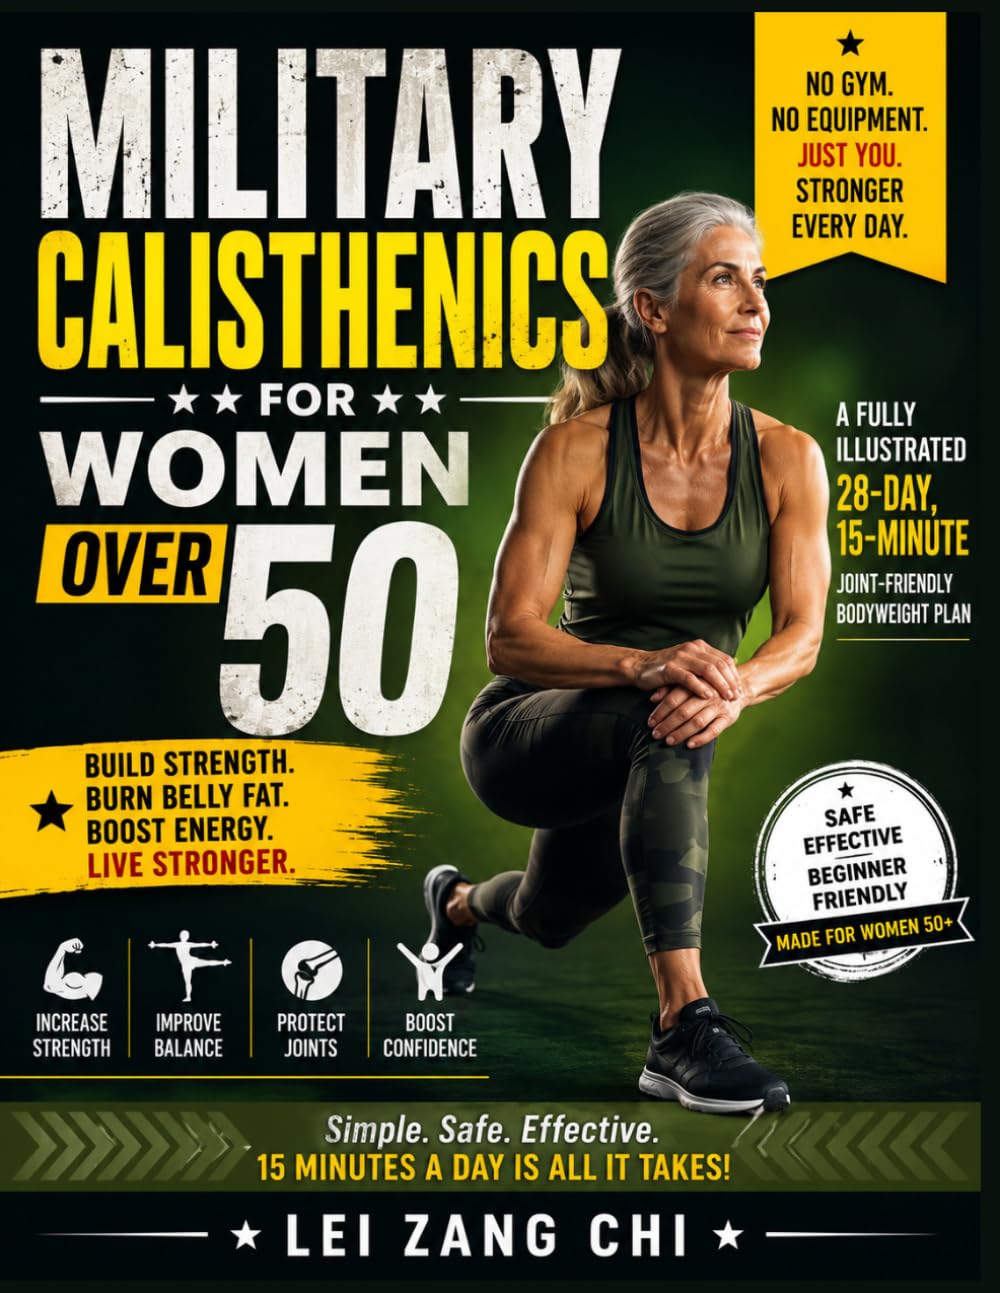 MILITARY
CALISTHENICS
FOR
WOMEN
OVER
50
NO GYM.
NO EQUIPMENT.
JUST YOU.
STRONGER
EVERY DAY.
A FULLY
ILLUSTRATED
28-DAY,
15-MINUTE
JOINT-FRIENDLY
BODYWEIGHT PLAN
BUILD STRENGTH.
BURN BELLY FAT.
BOOST ENERGY.
LIVE STRONGER.
SAFE
EFFECTIVE
BEGINNER
FRIENDLY
MADE FOR WOMEN 50+
INCREASE
STRENGTH
IMPROVE
BALANCE
PROTECT
JOINTS
BOOST
CONFIDENCE
Simple. Safe. Effective.
15 MINUTES A DAY IS ALL IT TAKES!
LEI ZANG CHI